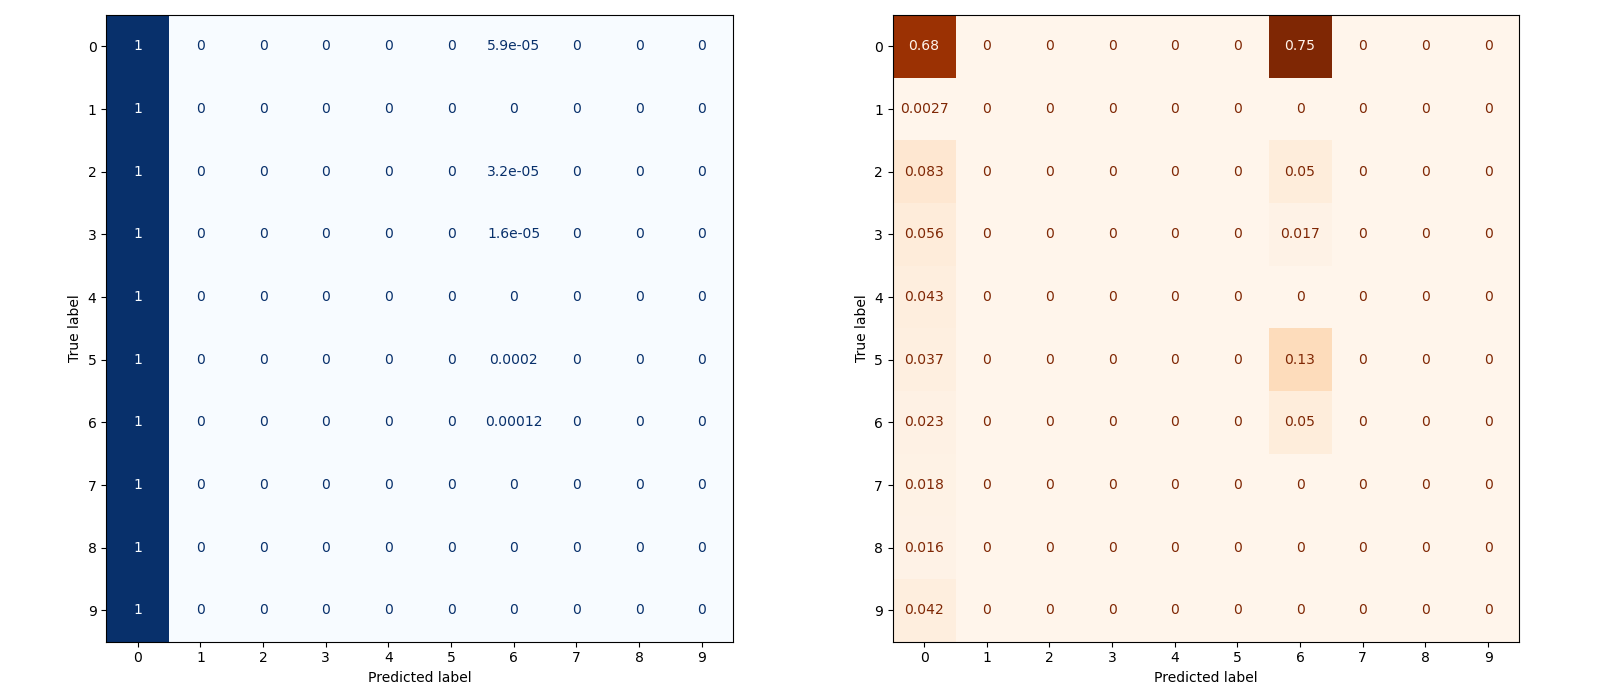 0 1 0 0 0 0 0 5.9e-05 0 0 0
1 1 0 0 0 0 0 0 0 0 0
2 1 0 0 0 0 0 3.2e-05 0 0 0
3 1 0 0 0 0 0 1.6e-05 0 0 0
4 1 0 0 0 0 0 0 0 0 0
5 1 0 0 0 0 0 0.0002 0 0 0
6 1 0 0 0 0 0 0.00012 0 0 0
7 1 0 0 0 0 0 0 0 0 0
8 1 0 0 0 0 0 0 0 0 0
9 1 0 0 0 0 0 0 0 0 0
0 1 2 3 4 5 6 7 8 9
Predicted label
True label
0 0.68 0 0 0 0 0 0.75 0 0 0
1 0.0027 0 0 0 0 0 0 0 0 0
2 0.083 0 0 0 0 0 0.05 0 0 0
3 0.056 0 0 0 0 0 0.017 0 0 0
4 0.043 0 0 0 0 0 0 0 0 0
5 0.037 0 0 0 0 0 0.13 0 0 0
6 0.023 0 0 0 0 0 0.05 0 0 0
7 0.018 0 0 0 0 0 0 0 0 0
8 0.016 0 0 0 0 0 0 0 0 0
9 0.042 0 0 0 0 0 0 0 0 0
0 1 2 3 4 5 6 7 8 9
Predicted label
True label